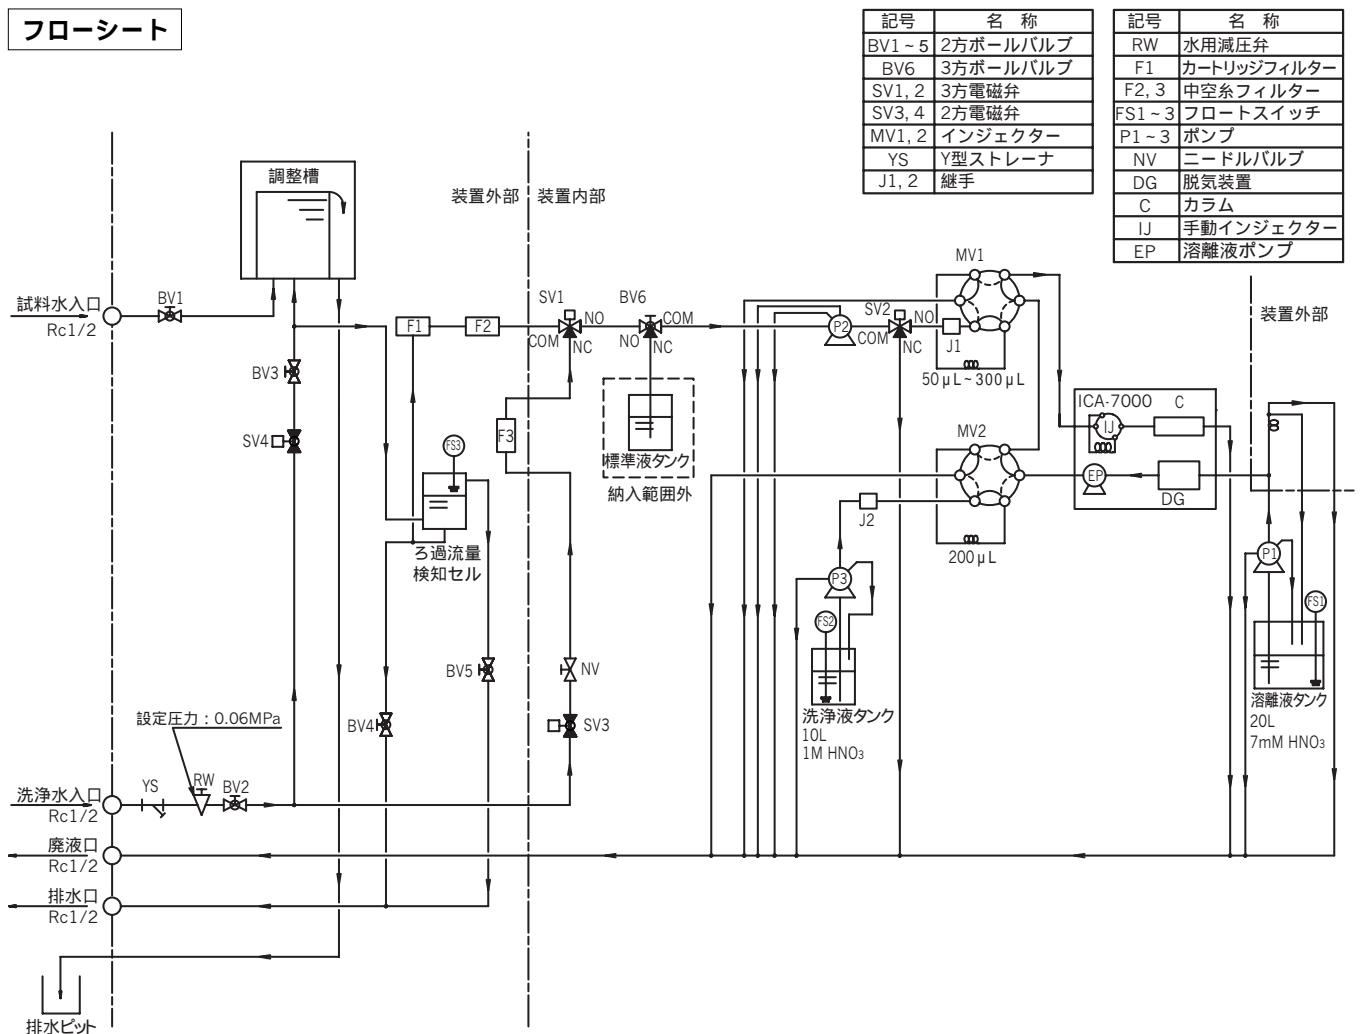 フローシート
記号 名 称
BV1~5 2方ボールバルブ
BV6 3方ボールバルブ
SV1, 2 3方電磁弁
SV3, 4 2方電磁弁
MV1, 2 インジェクター
YS Y型ストレーナ
J1, 2 継手
記号 名 称
RW 水用減圧弁
F1 カートリッジフィルター
F2, 3 中空糸フィルター
FS1~3 フロートスイッチ
P1~3 ポンプ
NV ニードルバルブ
DG 脱気装置
C カラム
IJ 手動インジェクター
EP 溶離液ポンプ
調整槽
装置外部
装置内部
試料水入口
Rc1/2
BV1
BV3
SV4
F1
F2
SV1
NO
COM
NC
BV6
COM
NO
NC
F3
FS3
ろ過流量
検知セル
標準液タンク
納入範囲外
P2
SV2
NO
COM
NC
J1
MV1
50μL~300μL
MV2
J2
200μL
ICA-7000
C
IJ
EP
DG
装置外部
P1
FS1
溶離液タンク
20L
7mM HNO3
P3
FS2
洗浄液タンク
10L
1M HNO3
BV5
NV
BV4
SV3
設定圧力：0.06MPa
洗浄水入口
Rc1/2
YS
RW
BV2
廃液口
Rc1/2
排水口
Rc1/2
排水ピット